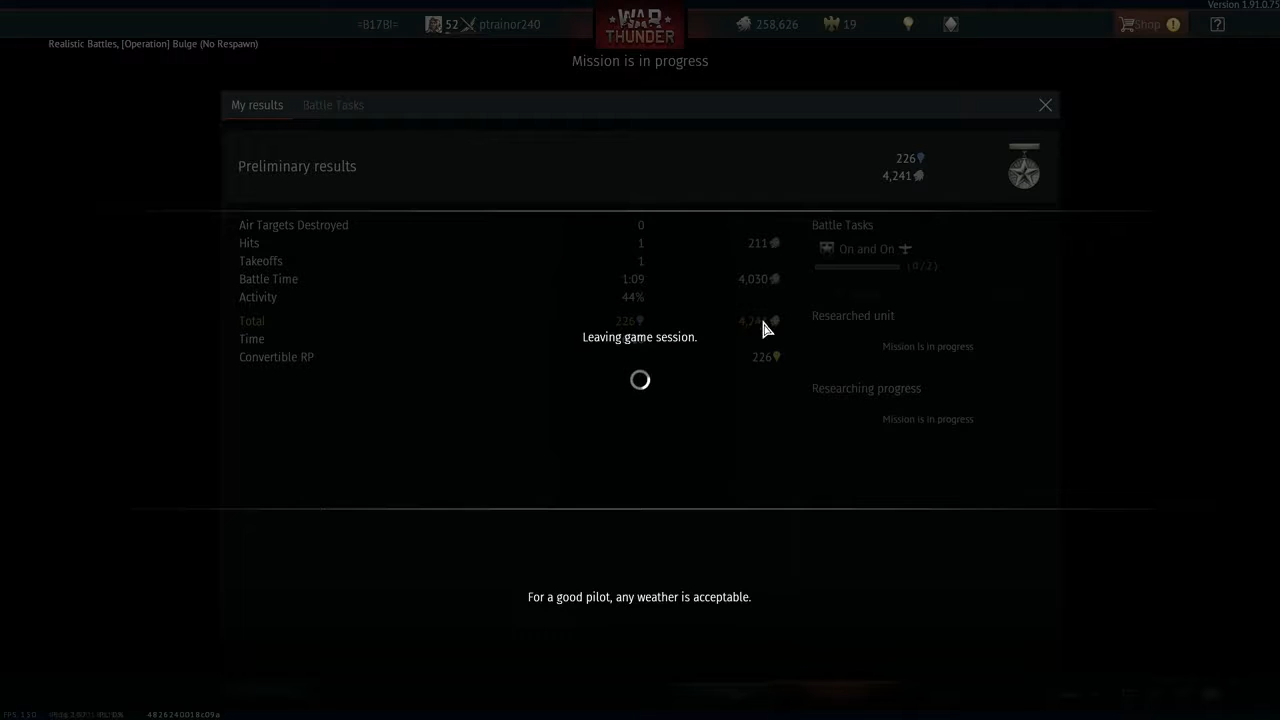 Version 1.91.0.75
=B17Bl= 52 ptrainor240 WAR THUNDER 258,626 19 Shop
Realistic Battles, [Operation] Bulge (No Respawn)
Mission is in progress
My results Battle Tasks
Preliminary results 226
4,241
Air Targets Destroyed 0 Battle Tasks
Hits 1 211 On and On
Takeoffs 1 (0/2)
Battle Time 1:09 4,030
Activity 44%
Total 226 Researched unit
Time Leaving game session.
Mission is in progress
Convertible RP 226
Researching progress
Mission is in progress
For a good pilot, any weather is acceptable.